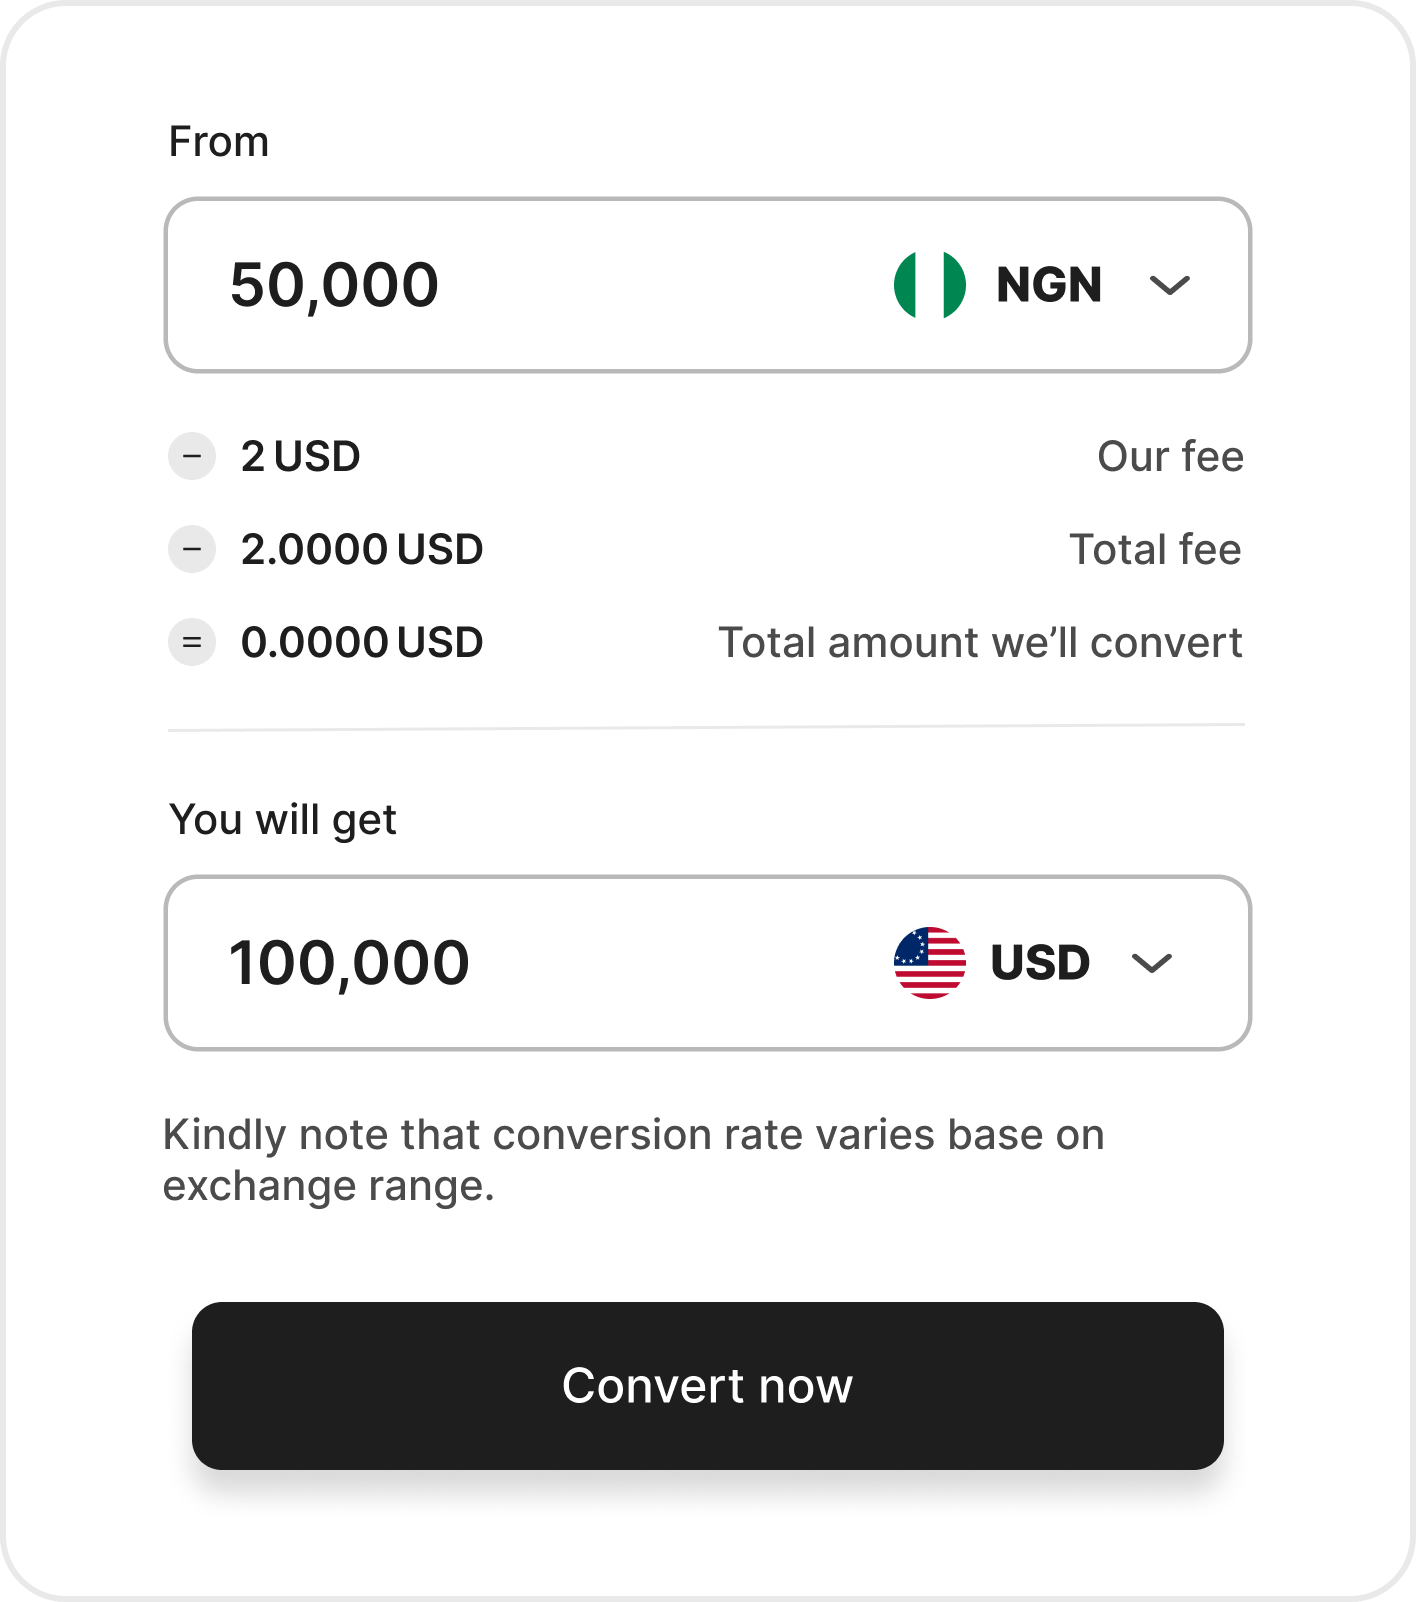 From
50,000 NGN
− 2 USD Our fee
− 2.0000 USD Total fee
= 0.0000 USD Total amount we’ll convert
You will get
100,000 USD
Kindly note that conversion rate varies base on
exchange range.
Convert now